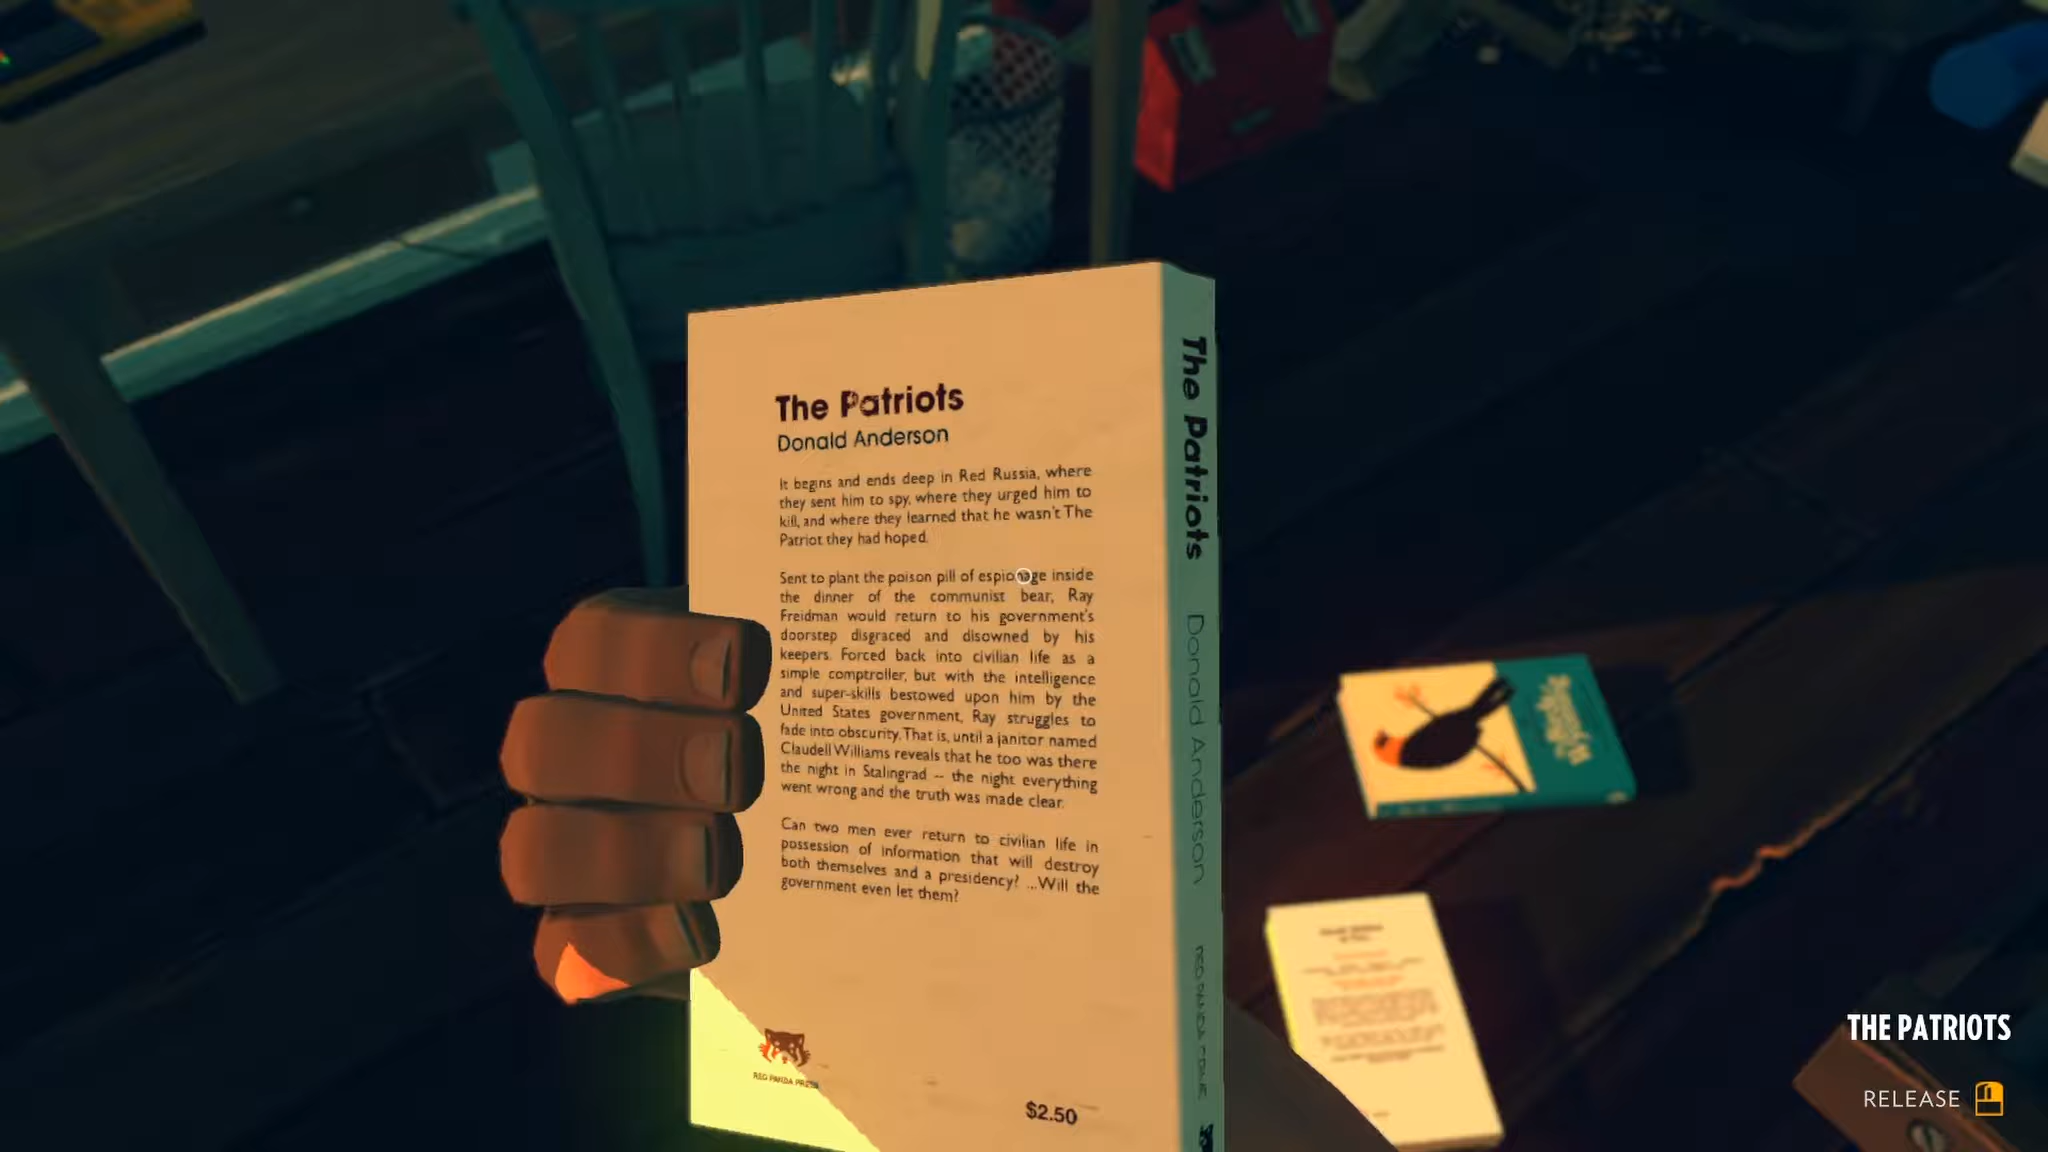 The Patriots
Donald Anderson
It begins and ends deep in Red Russia, where
they sent him to spy, where they urged him to
kill, and where they learned that he wasn't The
Patriot they had hoped.
Sent to plant the poison pill of espionage inside
the dinner of the communist bear, Ray
Freidman would return to his government's
doorstep disgraced and disowned by his
keepers. Forced back into civilian life as a
simple comptroller, but with the intelligence
and super-skills bestowed upon him by the
United States government, Ray struggles to
fade into obscurity. That is, until a janitor named
Claudell Williams reveals that he too was there
the night in Stalingrad -- the night everything
went wrong and the truth was made clear.
Can two men ever return to civilian life in
possession of information that will destroy
both themselves and a presidency? ...Will the
government even let them?
RED PANDA PRESS
$2.50
The Patriots Donald Anderson RED PANDA CRIME
Wyoming
THE PATRIOTS
RELEASE